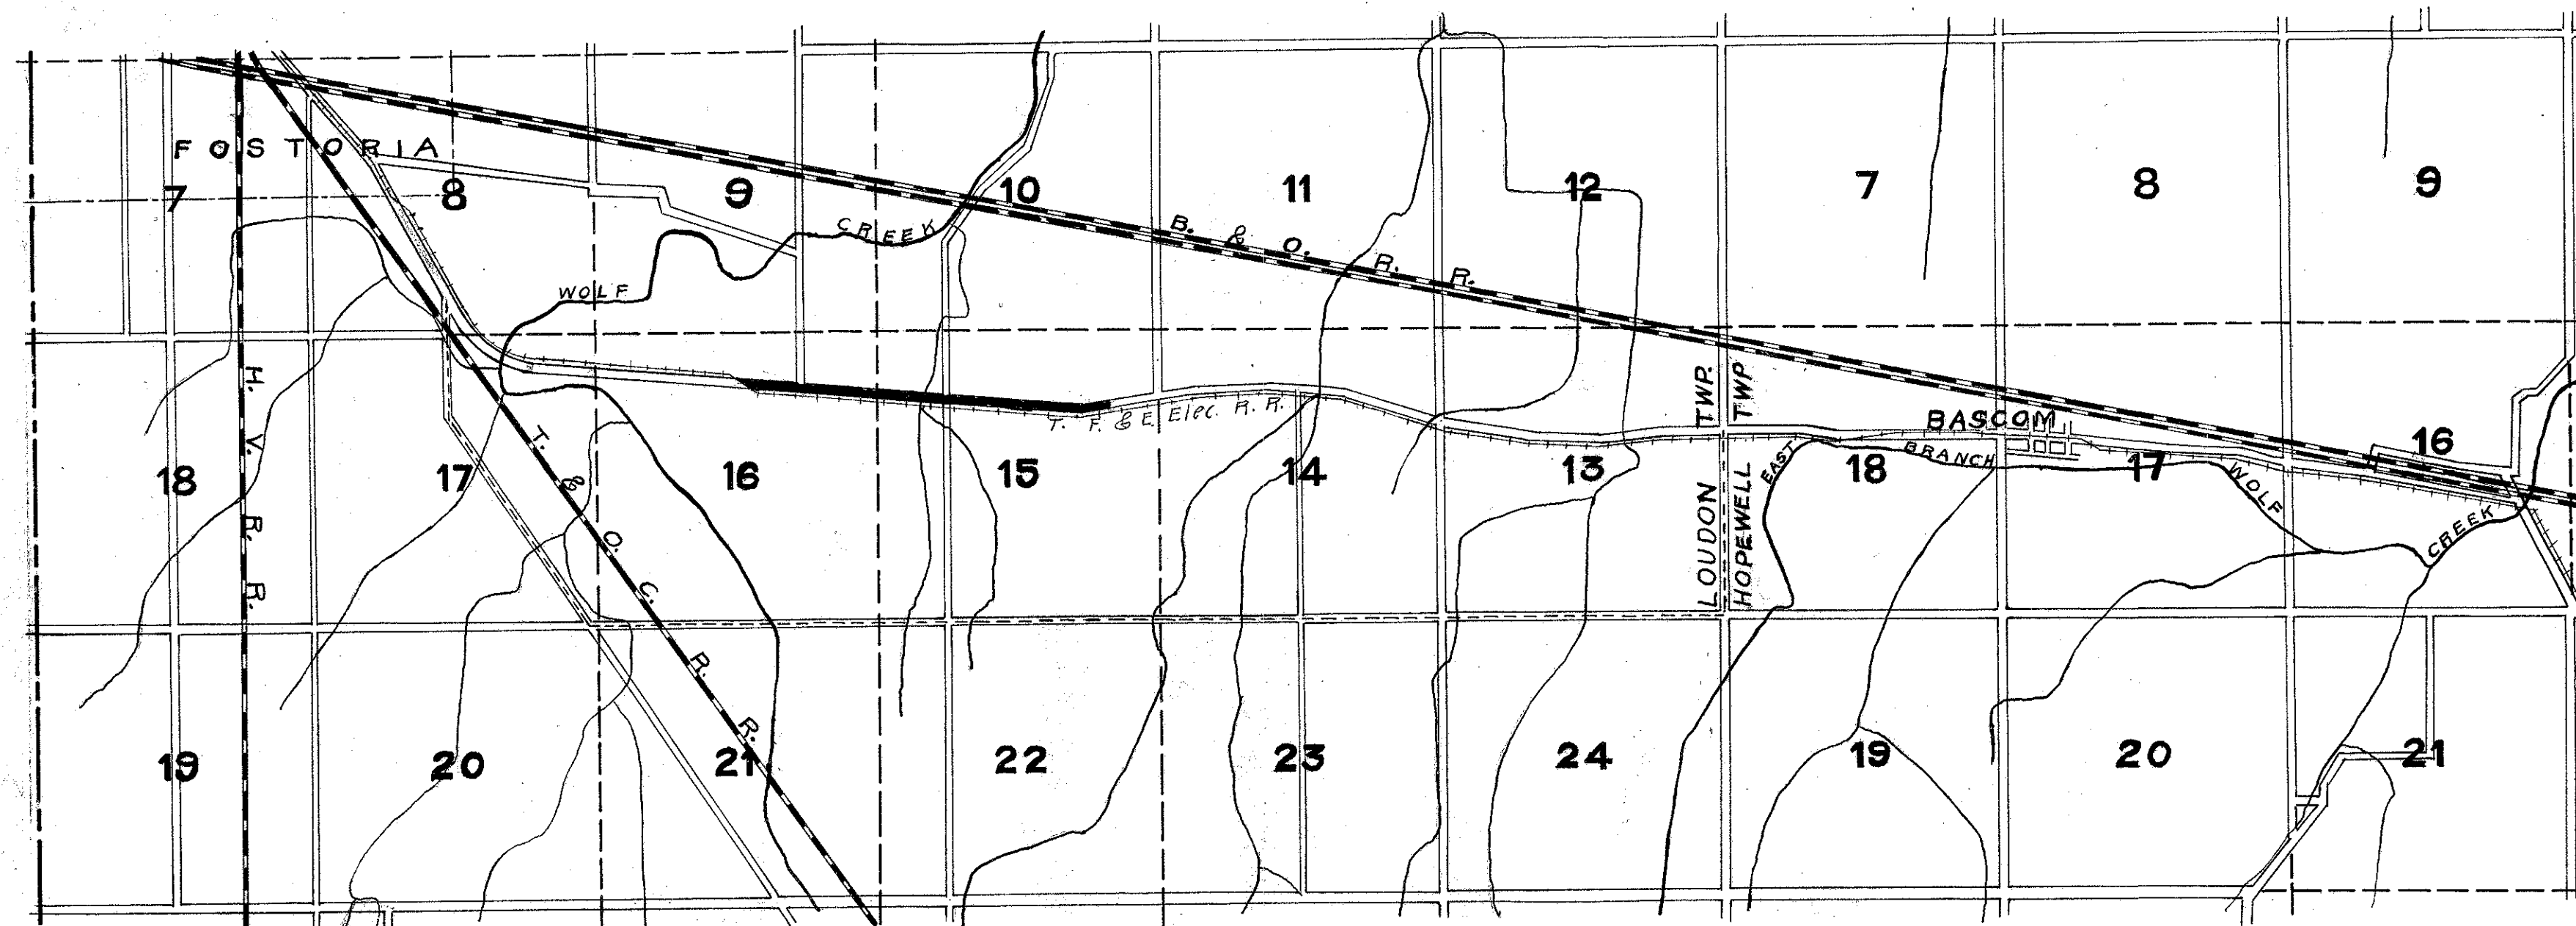 FOSTORIA
7 8 9 10 11 12 7 8 9
CREEK
B. & O. R. R.
WOLF
H. V. R. R.
T. F. & E. Elec. R. R.
TWP. TWP
LOUDON HOPEWELL
BASCOM
EAST BRANCH WOLF CREEK
18 17 16 15 14 13 18 17 16
T. & O. C. R. R.
19 20 21 22 23 24 19 20 21